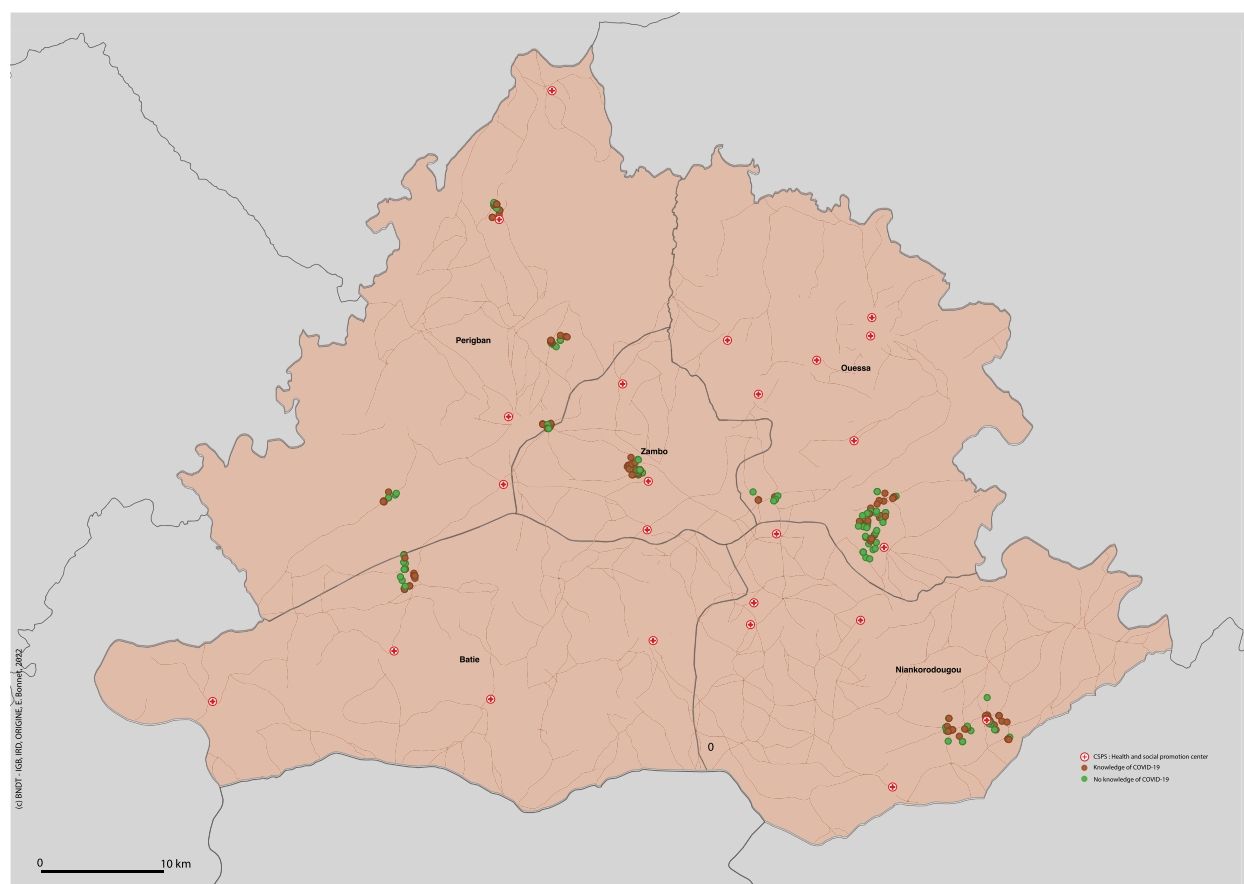 Perigban
Ouessa
Zambo
Batie
Niankorodougou
0
CSPS : Health and social promotion center
Knowledge of COVID-19
No knowledge of COVID-19
(c) BNDT - IGB, IRD, ORIGINE, E. Bonnet, 2022
0 10 km